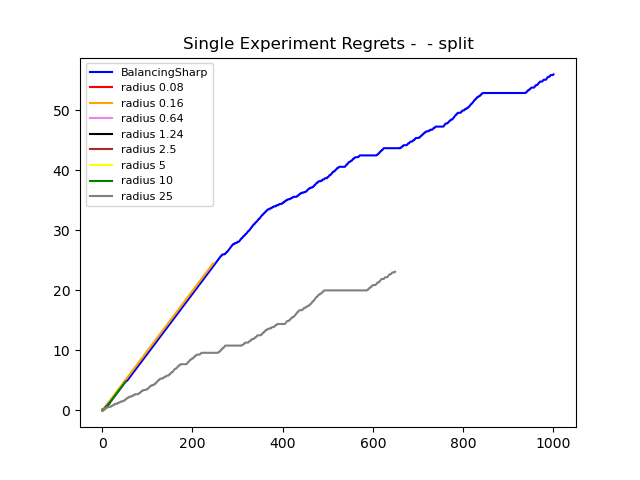 Single Experiment Regrets -  - split
BalancingSharp
radius 0.08
radius 0.16
radius 0.64
radius 1.24
radius 2.5
radius 5
radius 10
radius 25
50
40
30
20
10
0
0 200 400 600 800 1000